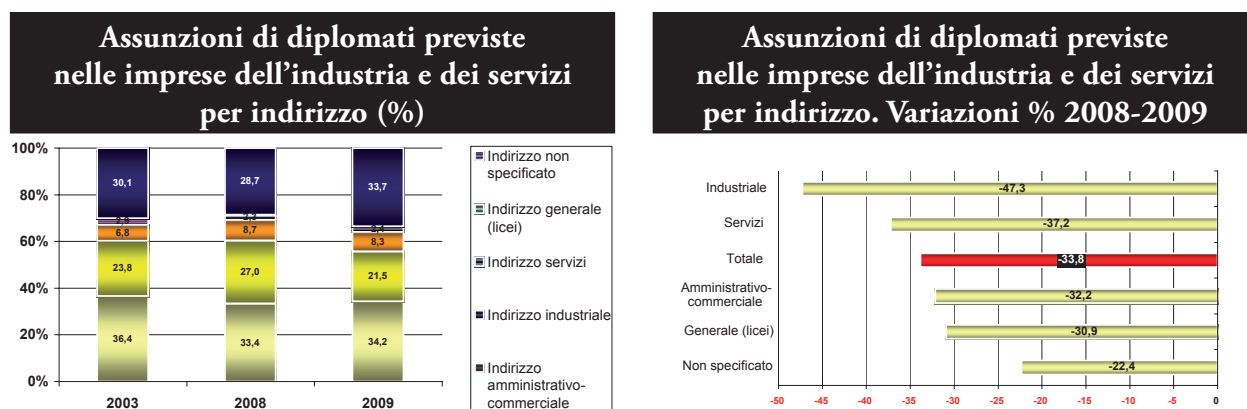 Assunzioni di diplomati previste
nelle imprese dell'industria e dei servizi
per indirizzo (%)
100%
80%
60%
40%
20%
0%
30,1
2,9
6,8
23,8
36,4
28,7
2,3
8,7
27,0
33,4
33,7
8,3
21,5
34,2
2003
2008
2009
Indirizzo non
specificato
Indirizzo generale
(licei)
Indirizzo servizi
Indirizzo industriale
Indirizzo
amministrativo-
commerciale
Assunzioni di diplomati previste
nelle imprese dell'industria e dei servizi
per indirizzo. Variazioni % 2008-2009
Industriale
-47,3
Servizi
-37,2
Totale
-33,8
Amministrativo-
commerciale
-32,2
Generale (licei)
-30,9
Non specificato
-22,4
-50 -45 -40 -35 -30 -25 -20 -15 -10 -5 0